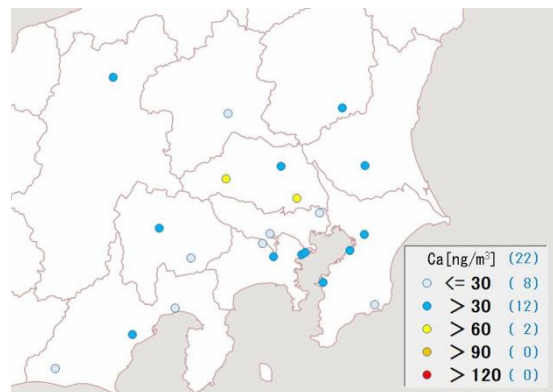 Ca[ng/m³] (22)
<= 30 ( 8)
> 30 (12)
> 60 ( 2)
> 90 ( 0)
> 120 ( 0)